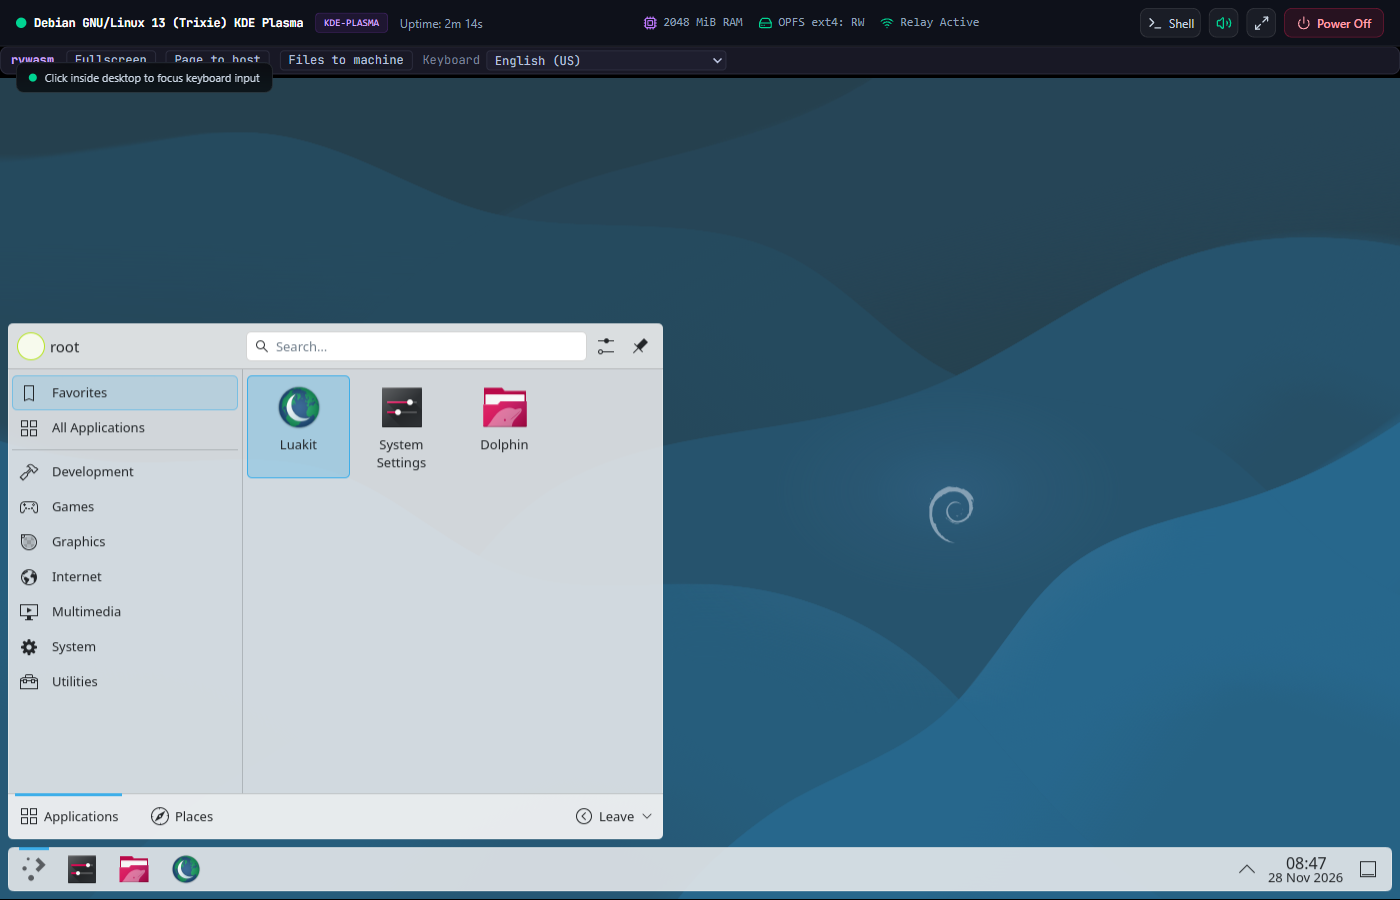 Debian GNU/Linux 13 (Trixie) KDE Plasma
KDE-PLASMA
Uptime: 2m 14s
2048 MiB RAM
OPFS ext4: RW
Relay Active
Shell
Power Off
rvwasm
Fullscreen
Page to host
Files to machine
Keyboard
English (US)
Click inside desktop to focus keyboard input
root
Search...
Favorites
All Applications
Development
Games
Graphics
Internet
Multimedia
System
Utilities
Luakit
System
Settings
Dolphin
Applications
Places
Leave
08:47
28 Nov 2026